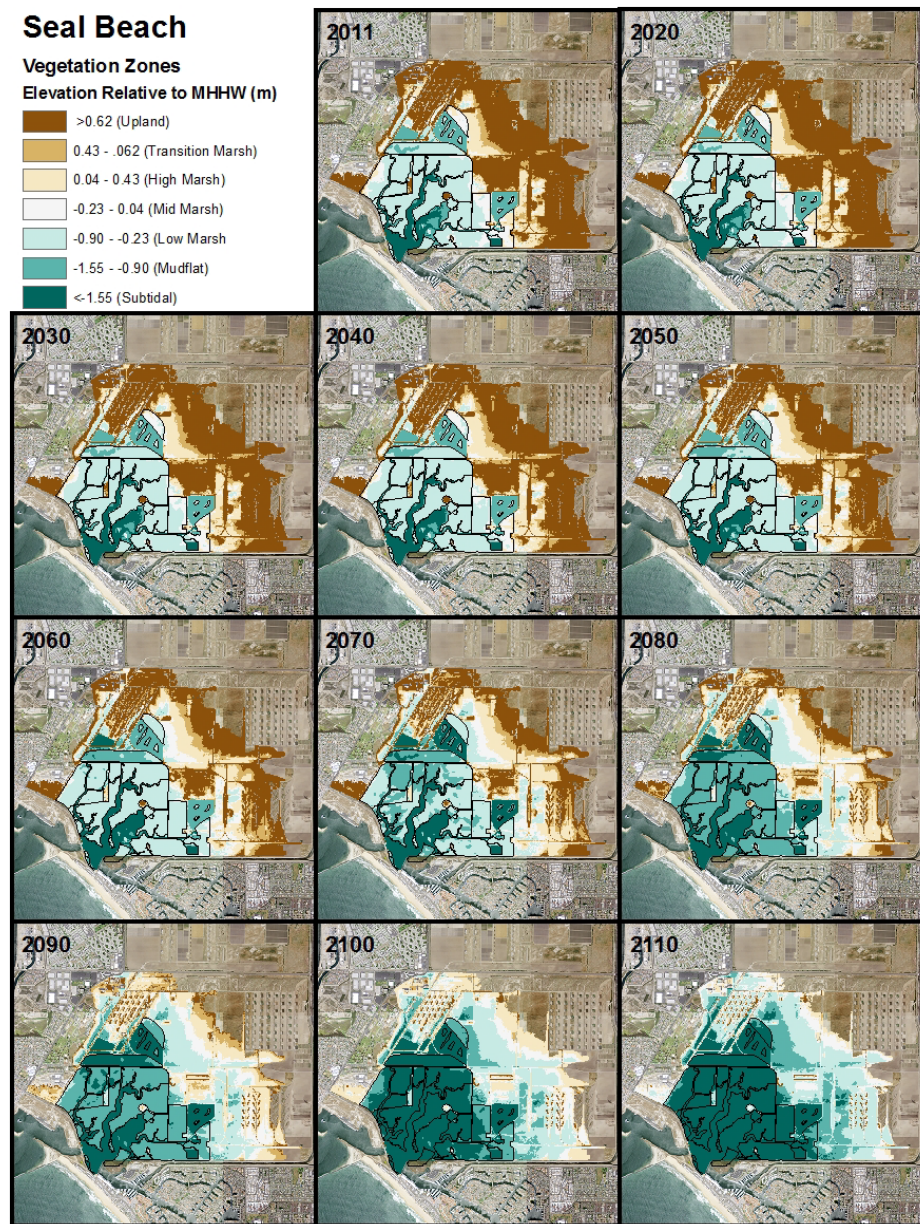 Seal Beach
Vegetation Zones
Elevation Relative to MHHW (m)
>0.62 (Upland)
0.43 - .062 (Transition Marsh)
0.04 - 0.43 (High Marsh)
-0.23 - 0.04 (Mid Marsh)
-0.90 - -0.23 (Low Marsh
-1.55 - -0.90 (Mudflat)
<-1.55 (Subtidal)
2011
2020
2030
2040
2050
2060
2070
2080
2090
2100
2110